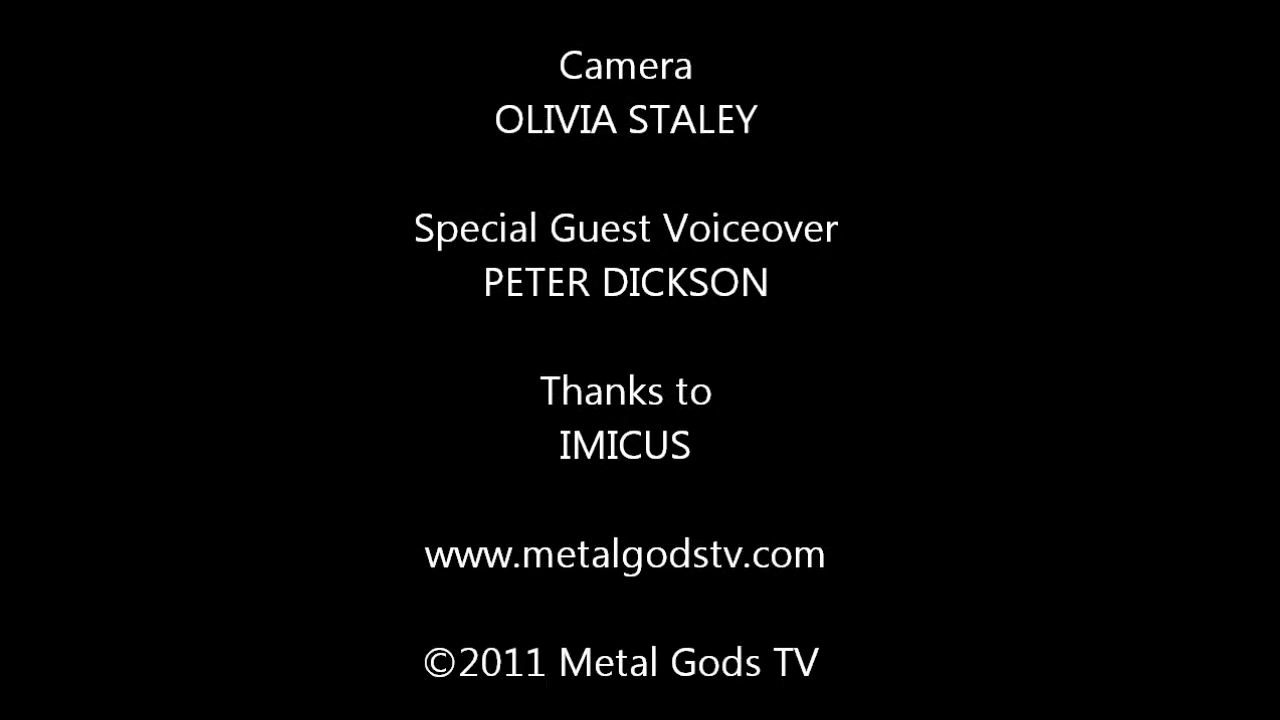 Camera
OLIVIA STALEY
Special Guest Voiceover
PETER DICKSON
Thanks to
IMICUS
www.metalgodstv.com
©2011 Metal Gods TV